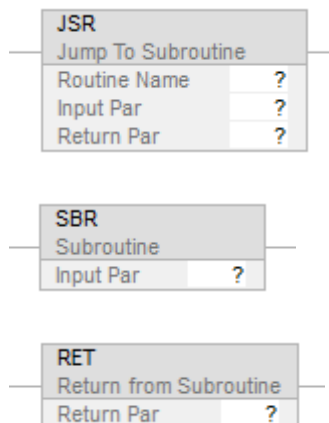 JSR
Jump To Subroutine
Routine Name ?
Input Par ?
Return Par ?
SBR
Subroutine
Input Par ?
RET
Return from Subroutine
Return Par ?